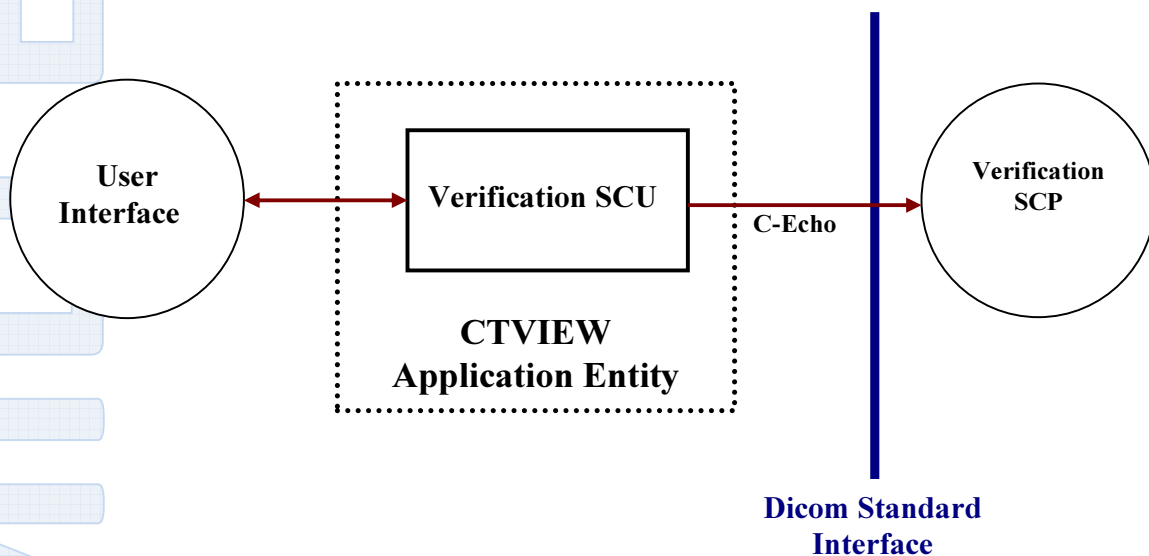 User
Interface
Verification SCU
C-Echo
Verification
SCP
CTVIEW
Application Entity
Dicom Standard
Interface